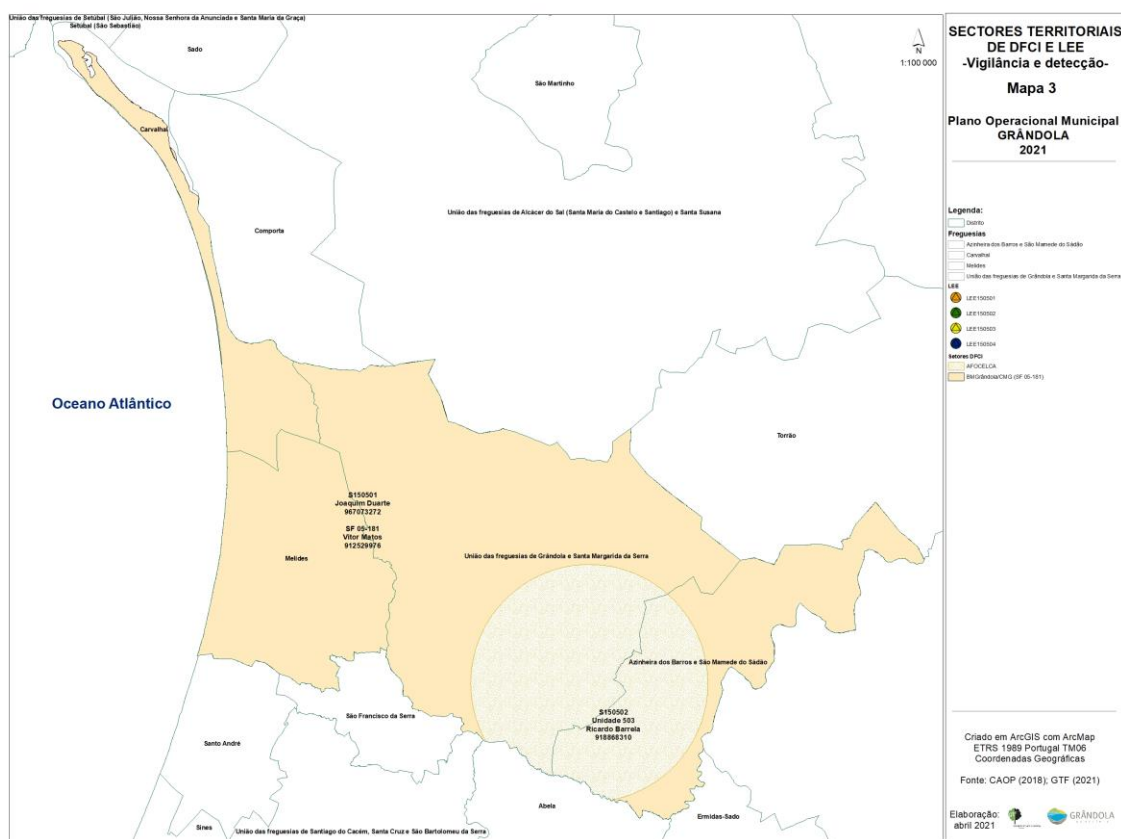 União das freguesias de Setúbal (São Julião, Nossa Senhora da Anunciada e Santa Maria da Graça)
Setúbal (São Sebastião)
Sado
São Martinho
N
1:100 000
Carvalhal
União das freguesias de Alcácer do Sal (Santa Maria do Castelo e Santiago) e Santa Susana
Comporta
Oceano Atlântico
Torrão
S150501
Joaquim Duarte
967073272
SF 05-181
Vitor Matos
912529976
Melides
União das freguesias de Grândola e Santa Margarida da Serra
Azinheira dos Barros e São Mamede do Sádão
S150502
Unidade 503
Ricardo Barrela
918868310
São Francisco da Serra
Santo André
Abela
Ermidas-Sado
Sines
União das freguesias de Santiago do Cacém, Santa Cruz e São Bartolomeu da Serra
SECTORES TERRITORIAIS
DE DFCI E LEE
-Vigilância e detecção-
Mapa 3
Plano Operacional Municipal
GRÂNDOLA
2021
Legenda:
Distrito
Freguesias
Azinheira dos Barros e São Mamede do Sádão
Carvalhal
Melides
União das freguesias de Grândola e Santa Margarida da Serra
LEE
LEE150501
LEE150502
LEE150503
LEE150504
Setores DFCI
AFOCELCA
BMGrândola/CMG (SF 05-181)
Criado em ArcGIS com ArcMap
ETRS 1989 Portugal TM06
Coordenadas Geográficas
Fonte: CAOP (2018); GTF (2021)
Elaboração:
abril 2021
GRÂNDOLA